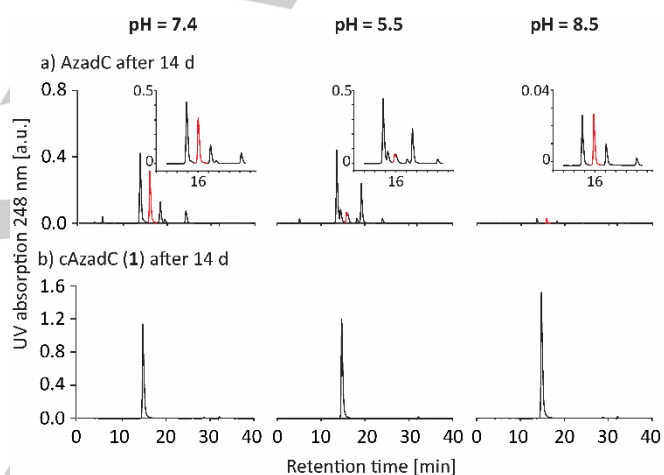 pH = 7.4 pH = 5.5 pH = 8.5
a) AzadC after 14 d
0.8
0.4
0.0
0.5
0
16
0.5
0
16
0.04
0
16
UV absorption 248 nm [a.u.]
b) cAzadC (1) after 14 d
1.6
1.2
0.8
0.4
0.0
0 10 20 30 40 0 10 20 30 40 0 10 20 30 40
Retention time [min]